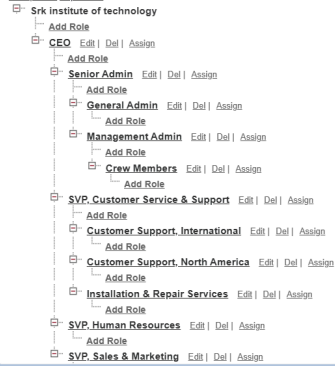 Srk institute of technology
Add Role
CEO Edit | Del | Assign
Add Role
Senior Admin Edit | Del | Assign
Add Role
General Admin Edit | Del | Assign
Add Role
Management Admin Edit | Del | Assign
Add Role
Crew Members Edit | Del | Assign
Add Role
SVP, Customer Service & Support Edit | Del | Assign
Add Role
Customer Support, International Edit | Del | Assign
Add Role
Customer Support, North America Edit | Del | Assign
Add Role
Installation & Repair Services Edit | Del | Assign
Add Role
SVP, Human Resources Edit | Del | Assign
Add Role
SVP, Sales & Marketing Edit | Del | Assign